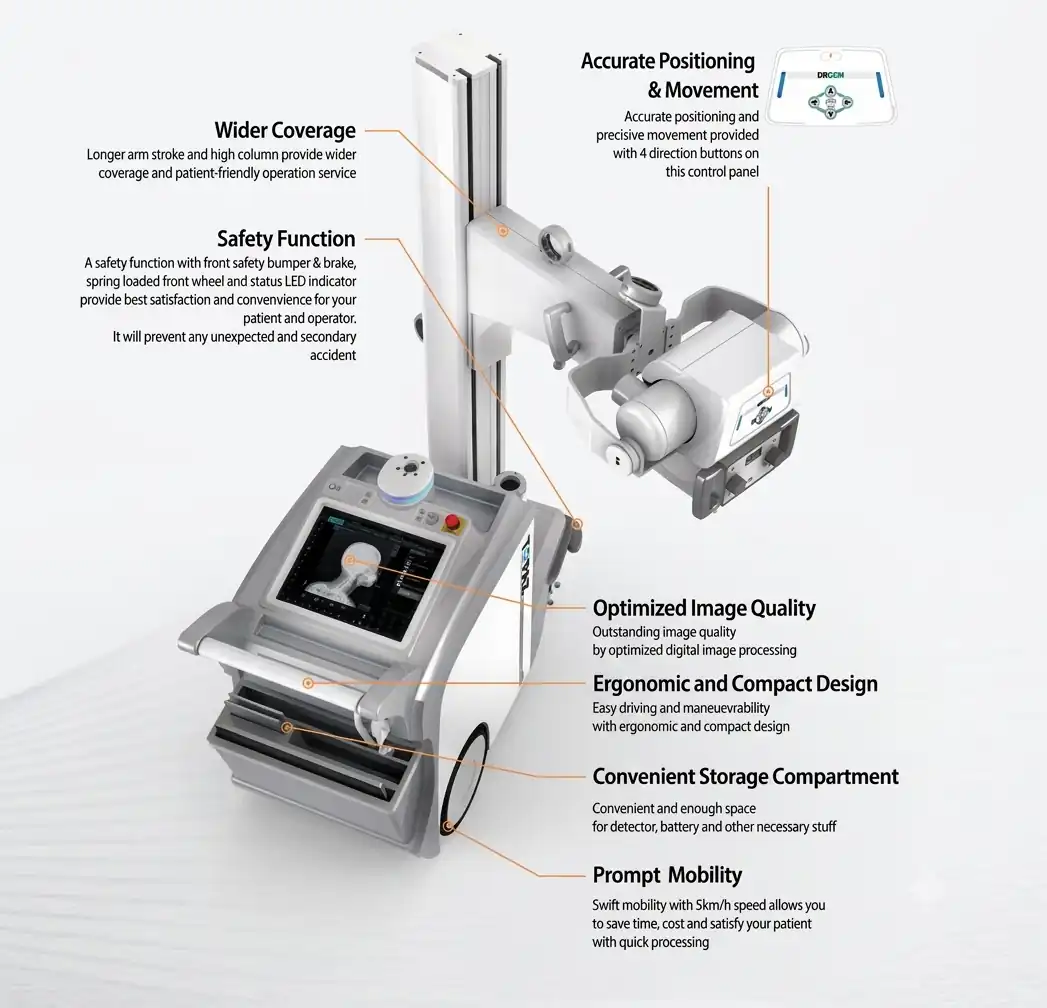 Accurate Positioning
& Movement
Accurate positioning and
precisive movement provided
with 4 direction buttons on
this control panel
DRGEM
Wider Coverage
Longer arm stroke and high column provide wider
coverage and patient-friendly operation service
Safety Function
A safety function with front safety bumper & brake,
spring loaded front wheel and status LED indicator
provide best satisfaction and convenvience for your
patient and operator.
It will prevent any unexpected and secondary
accident
Optimized Image Quality
Outstanding image quality
by optimized digital image processing
Ergonomic and Compact Design
Easy driving and maneuevrability
with ergonomic and compact design
Convenient Storage Compartment
Convenient and enough space
for detector, battery and other necessary stuff
Prompt Mobility
Swift mobility with 5km/h speed allows you
to save time, cost and satisfy your patient
with quick processing